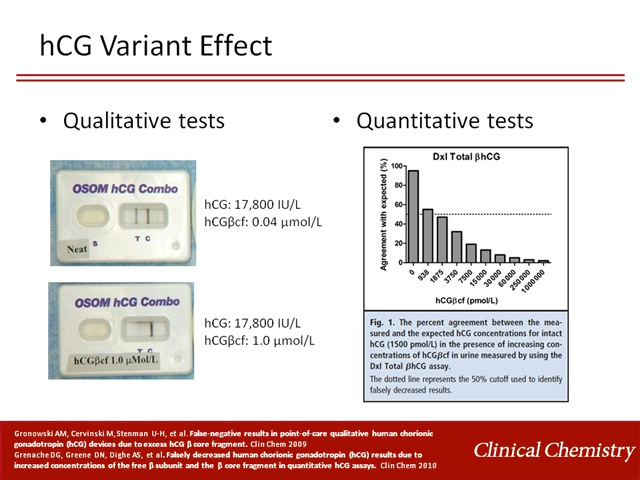 hCG Variant Effect
• Qualitative tests
• Quantitative tests
OSOM hCG Combo
S
T C
Neat
hCG: 17,800 IU/L
hCGβcf: 0.04 µmol/L
OSOM hCG Combo
T C
hCGβcf 1.0 µMol/L
hCG: 17,800 IU/L
hCGβcf: 1.0 µmol/L
DxI Total βhCG
Agreement with expected (%)
100
80
60
40
20
0
0 938 1875 3750 7500 15000 30000 60000 250000 1000000
hCGβcf (pmol/L)
Fig. 1. The percent agreement between the mea-
sured and the expected hCG concentrations for intact
hCG (1500 pmol/L) in the presence of increasing con-
centrations of hCGβcf in urine measured by using the
DxI Total βhCG assay.
The dotted line represents the 50% cutoff used to identify
falsely decreased results.
Gronowski AM, Cervinski M,Stenman U-H, et al. False-negative results in point-of-care qualitative human chorionic
gonadotropin (hCG) devices due to excess hCG β core fragment. Clin Chem 2009
Grenache DG, Greene DN, Dighe AS, et al. Falsely decreased human chorionic gonadotropin (hCG) results due to
increased concentrations of the free β subunit and the β core fragment in quantitative hCG assays. Clin Chem 2010
Clinical Chemistry